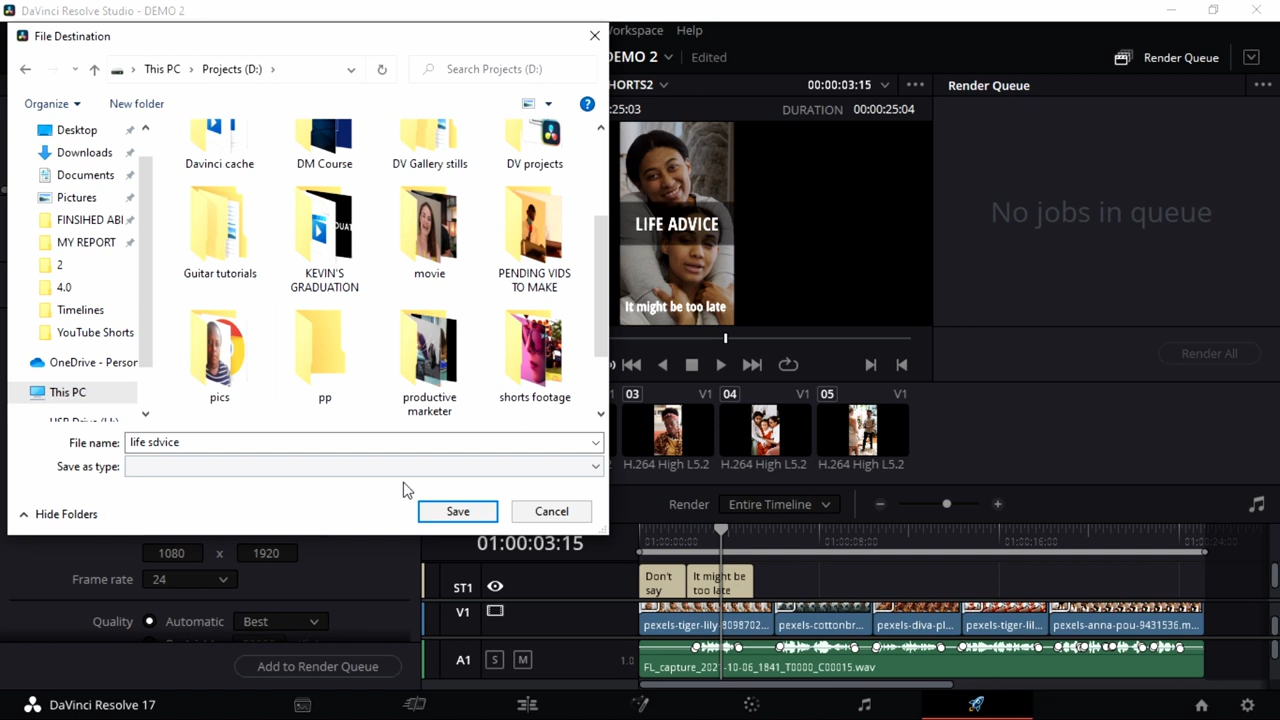 DaVinci Resolve Studio - DEMO 2
File Destination
Workspace Help
This PC > Projects (D:) >
Search Projects (D:)
DEMO 2 Edited
Render Queue
Organize New folder
HORTS2
00:00:03:15
Render Queue
:25:03
DURATION 00:00:25:04
Desktop
Downloads
Documents
Pictures
FINSIHED ABI
MY REPORT
2
4.0
Timelines
YouTube Shorts
OneDrive - Person
This PC
Davinci cache
DM Course
DV Gallery stills
DV projects
Guitar tutorials
KEVIN'S
GRADUATION
movie
PENDING VIDS
TO MAKE
pics
pp
productive
marketer
shorts footage
LIFE ADVICE
It might be too late
No jobs in queue
Render All
File name: life sdvice
Save as type:
Hide Folders
Save
Cancel
03 V1
04 V1
05 V1
H.264 High L5.2
H.264 High L5.2
H.264 High L5.2
Render Entire Timeline
1080 x 1920
Frame rate 24
Quality Automatic Best
Add to Render Queue
01:00:03:15
01:00:00:00
01:00:08:00
01:00:16:00
ST1
Don't
say
It might be
too late
V1
pexels-tiger-lily-8098702...
pexels-cottonbr...
pexels-diva-pl...
pexels-tiger-lil...
pexels-anna-pou-9431536.m...
A1 S M 1.0
FL_capture_202
-10-06_1841_T0000_C00015.wav
DaVinci Resolve 17